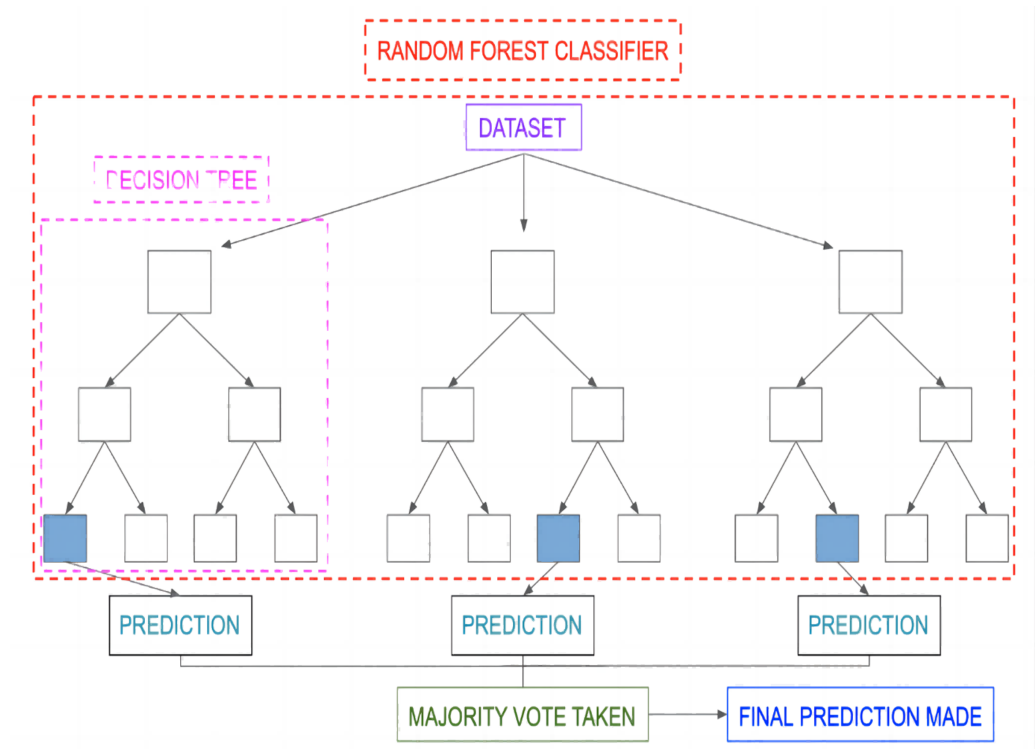 RANDOM FOREST CLASSIFIER
DATASET
DECISION TREE
PREDICTION
PREDICTION
PREDICTION
MAJORITY VOTE TAKEN
FINAL PREDICTION MADE